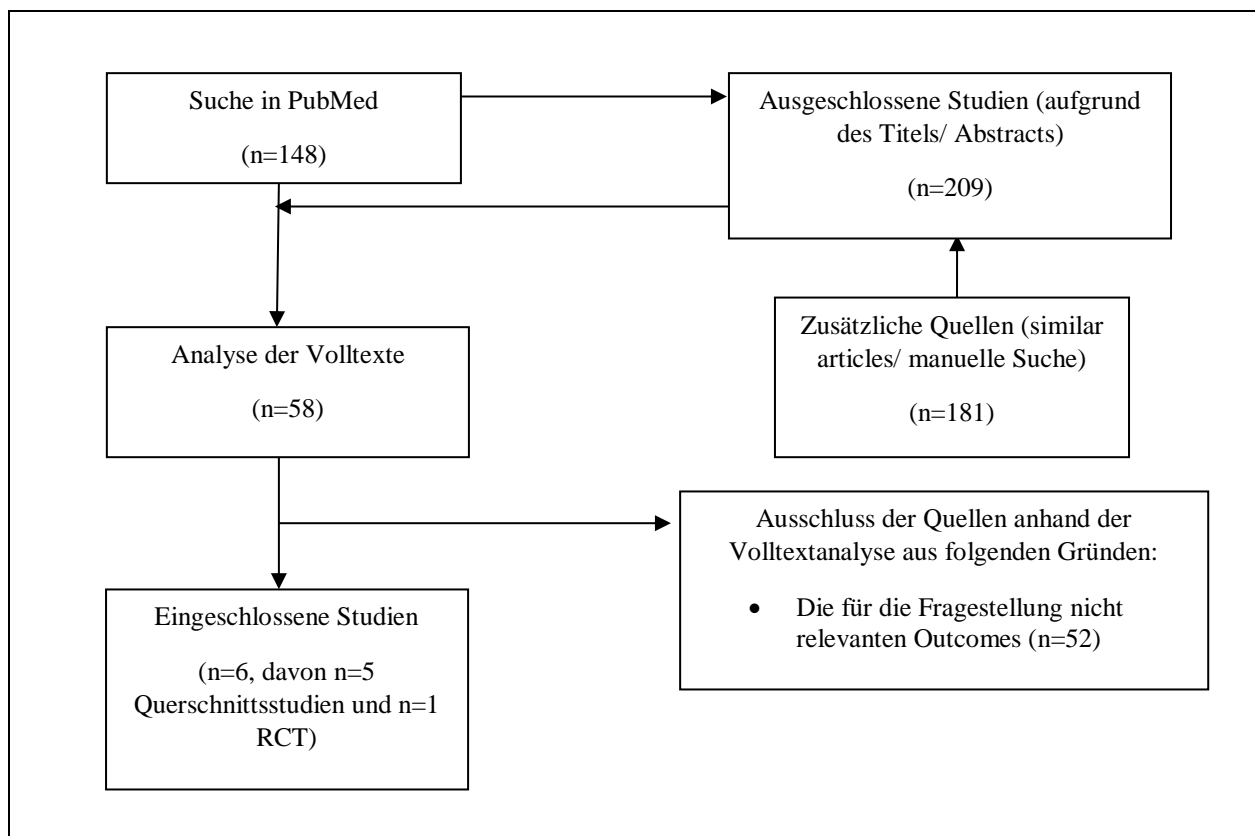 Suche in PubMed
(n=148)
Ausgeschlossene Studien (aufgrund
des Titels/ Abstracts)
(n=209)
Zusätzliche Quellen (similar
articles/ manuelle Suche)
(n=181)
Analyse der Volltexte
(n=58)
Ausschluss der Quellen anhand der
Volltextanalyse aus folgenden Gründen:
• Die für die Fragestellung nicht
relevanten Outcomes (n=52)
Eingeschlossene Studien
(n=6, davon n=5
Querschnittsstudien und n=1
RCT)